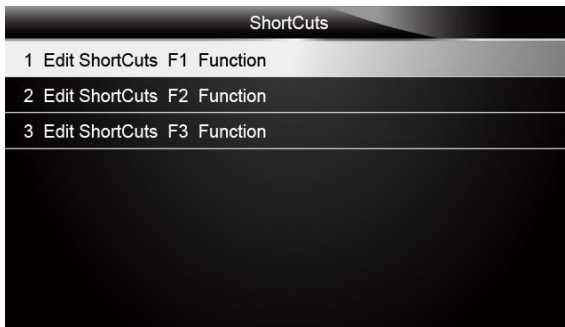 ShortCuts
1 Edit ShortCuts F1 Function
2 Edit ShortCuts F2 Function
3 Edit ShortCuts F3 Function